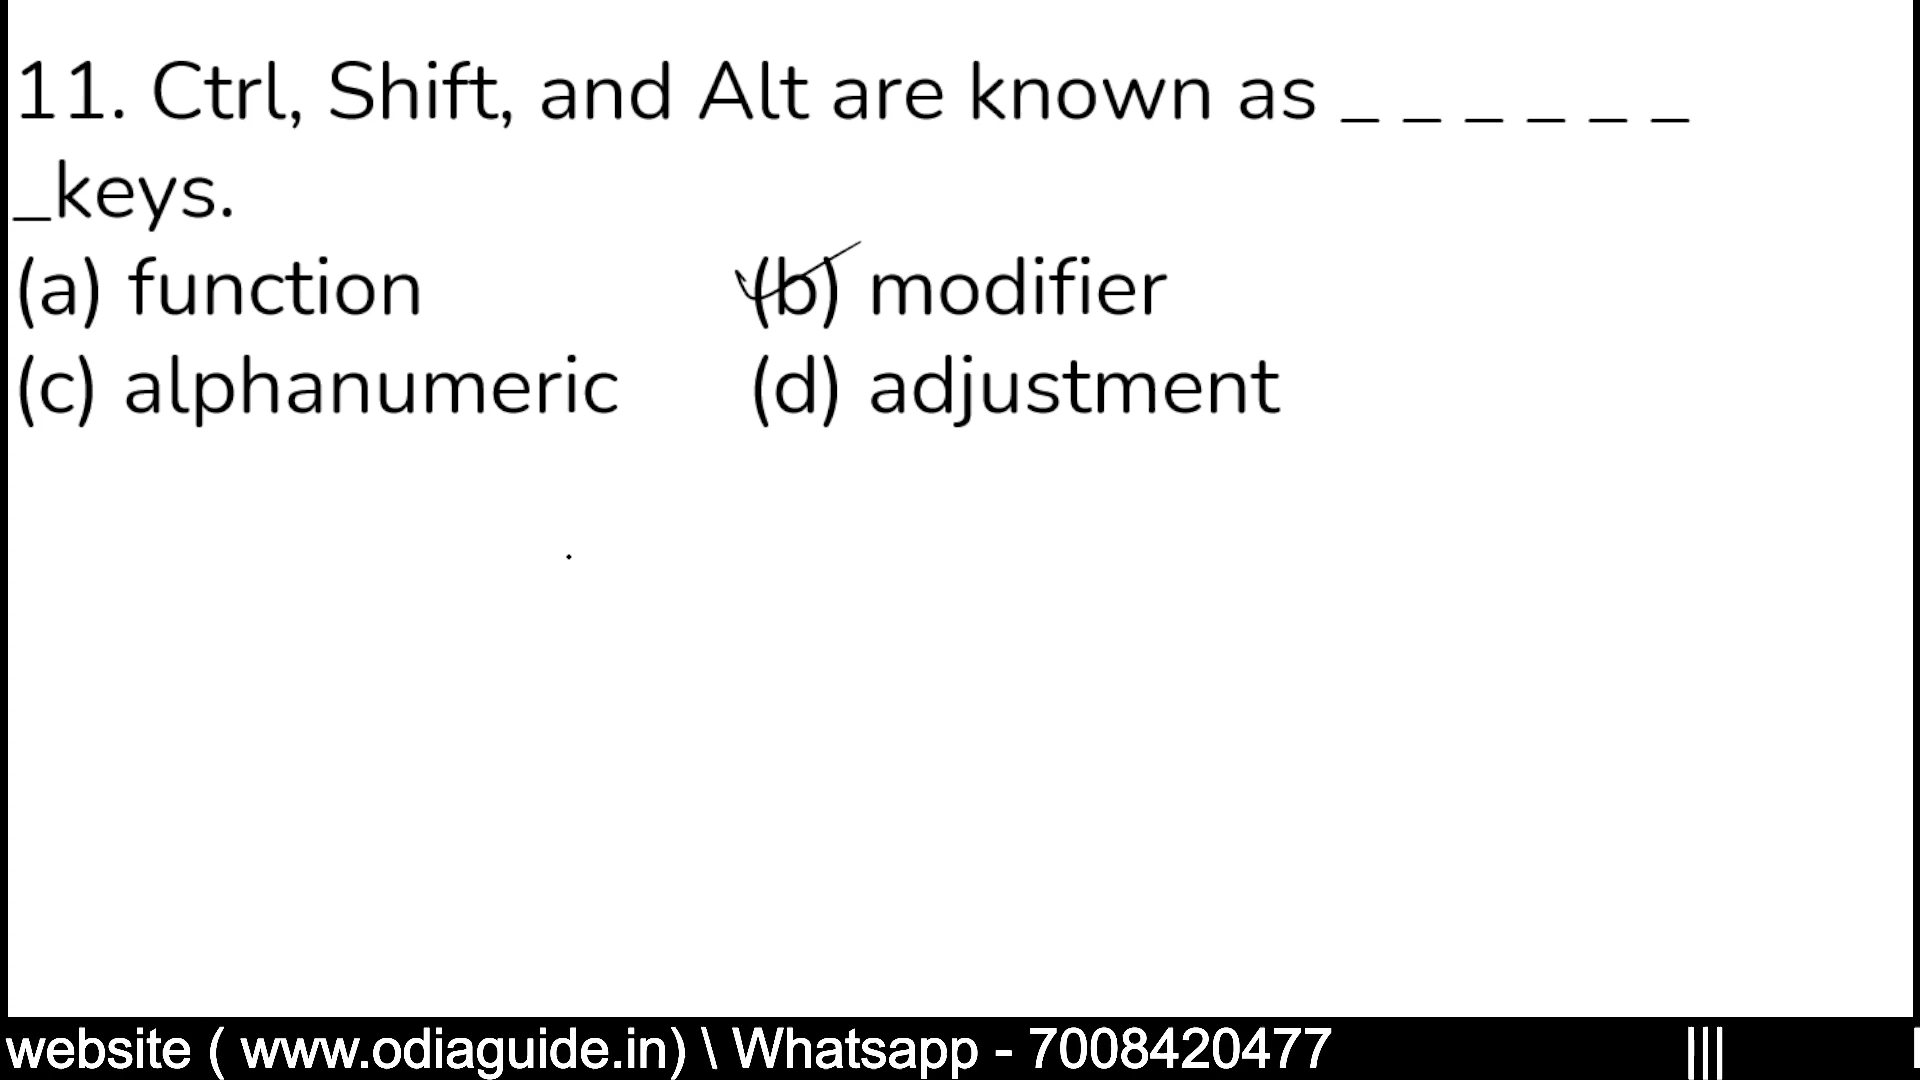 11. Ctrl, Shift, and Alt are known as _ _ _ _ _ _
_keys.
(a) function (b) modifier
(c) alphanumeric (d) adjustment
website ( www.odiaguide.in) \ Whatsapp - 7008420477 |||